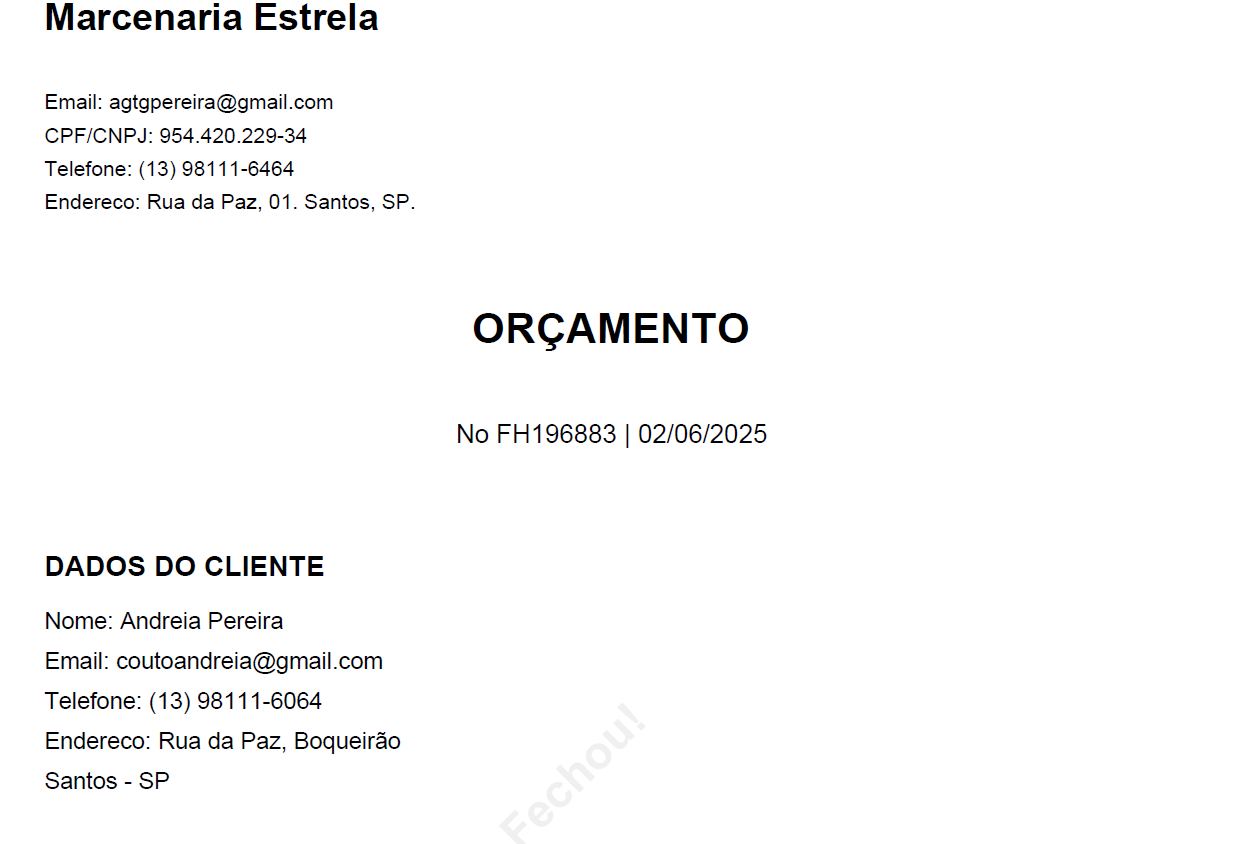 Marcenaria Estrela
Email: agtgpereira@gmail.com
CPF/CNPJ: 954.420.229-34
Telefone: (13) 98111-6464
Endereco: Rua da Paz, 01. Santos, SP.
ORÇAMENTO
No FH196883 | 02/06/2025
DADOS DO CLIENTE
Nome: Andreia Pereira
Email: coutoandreia@gmail.com
Telefone: (13) 98111-6064
Endereco: Rua da Paz, Boqueirão
Santos - SP
Fechou!